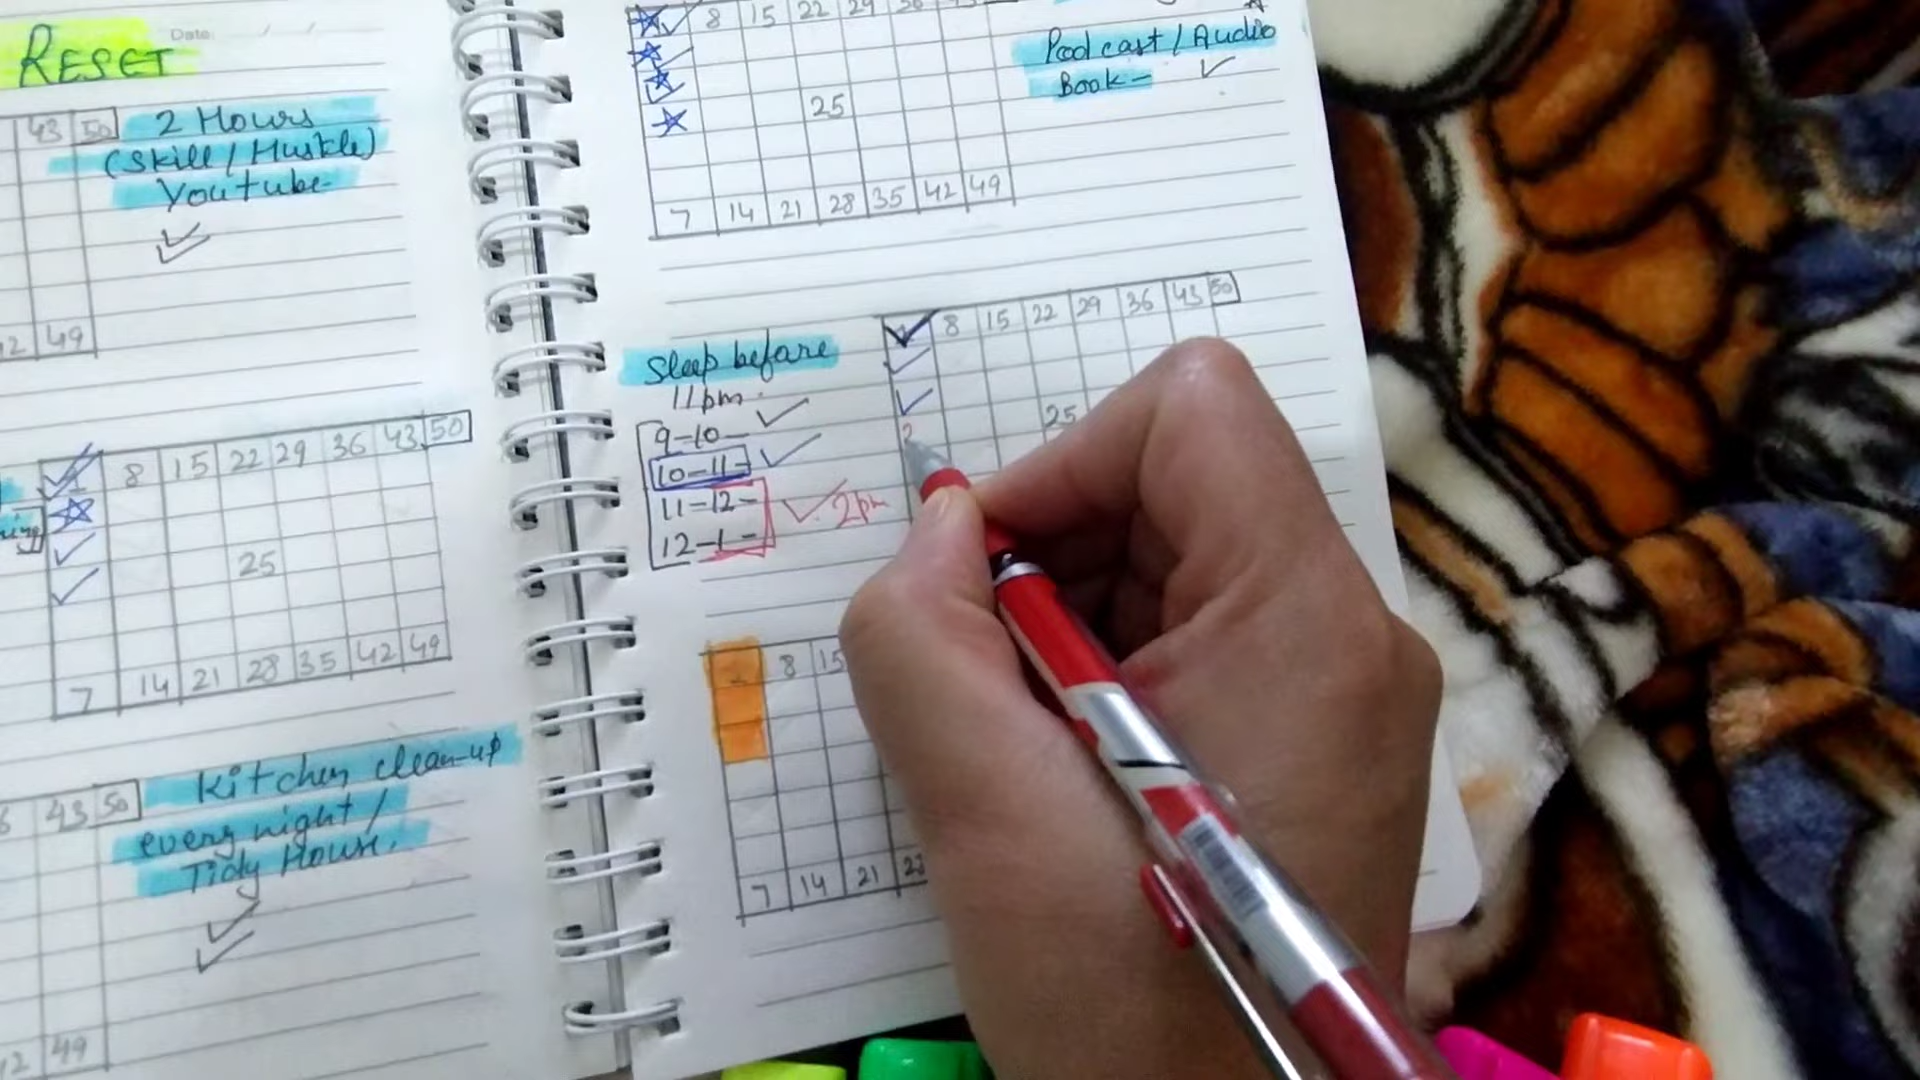 Date:
RESET
43 50
2 Hours
(Skill / Hustle)
Youtube
49
8 15 22 29 36 43 50
25
7 14 21 28 35 42 49
43 50
Kitchen clean-up
every night /
Tidy House.
49
8 15 22 29
25
7 14 21 28 35 42 49
Podcast / Audio
Book -
Sleep before
11pm.
9-10-
10-11-
11-12-
12-1-
2pm
8 15 22 29 36 43 50
25
8 15
7 14 21